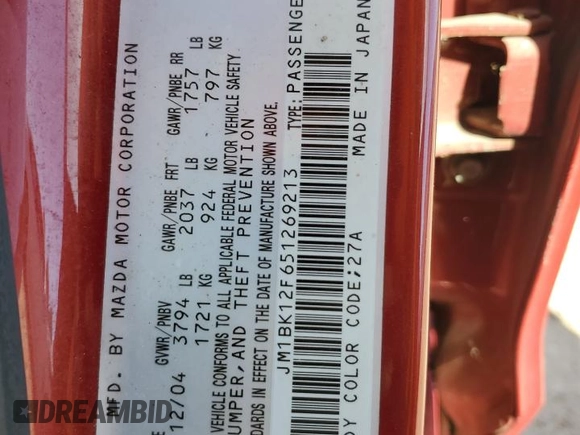 MFD. BY MAZDA MOTOR CORPORATION
GVWR/PNBV GAWR/PNBE FRT GAWR/PNBE RR
12/04 3794 LB 2037 LB 1757 LB
1721 KG 924 KG 797 KG
VEHICLE CONFORMS TO ALL APPLICABLE FEDERAL MOTOR VEHICLE SAFETY
UMPER, AND THEFT PREVENTION
ANDARDS IN EFFECT ON THE DATE OF MANUFACTURE SHOWN ABOVE.
JM1BK12F651269213 TYPE: PASSENGE
DY COLOR CODE;27A MADE IN JAPAN
DREAMBID